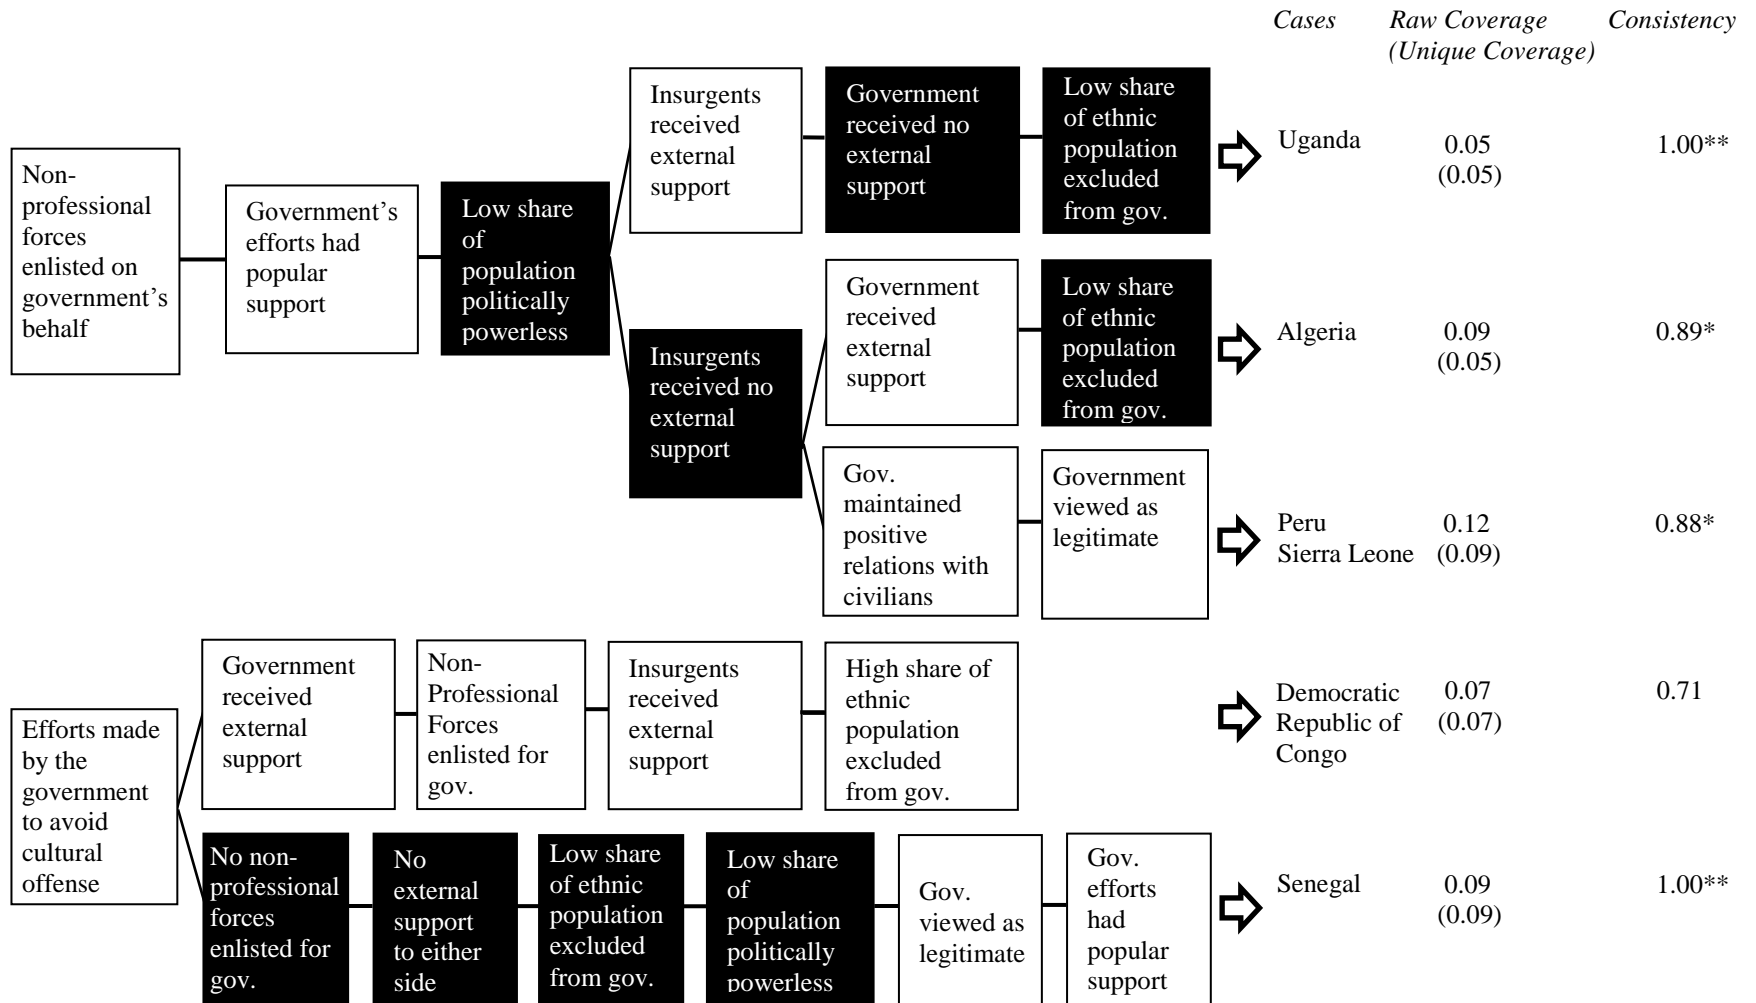 Cases Raw Coverage Consistency
(Unique Coverage)
Non-
professional
forces
enlisted on
government’s
behalf
Government’s
efforts had
popular
support
Low share
of
population
politically
powerless
Insurgents
received
external
support
Government
received no
external
support
Low share
of ethnic
population
excluded
from gov.
Uganda 0.05 1.00**
(0.05)
Insurgents
received no
external
support
Government
received
external
support
Low share
of ethnic
population
excluded
from gov.
Algeria 0.09 0.89*
(0.05)
Gov.
maintained
positive
relations with
civilians
Government
viewed as
legitimate
Peru 0.12 0.88*
Sierra Leone (0.09)
Efforts made
by the
government
to avoid
cultural
offense
Government
received
external
support
Non-
Professional
Forces
enlisted for
gov.
Insurgents
received
external
support
High share of
ethnic
population
excluded
from gov.
Democratic 0.07 0.71
Republic of (0.07)
Congo
No non-
professional
forces
enlisted for
gov.
No
external
support
to either
side
Low share
of ethnic
population
excluded
from gov.
Low share
of
population
politically
powerless
Gov.
viewed as
legitimate
Gov.
efforts
had
popular
support
Senegal 0.09 1.00**
(0.09)